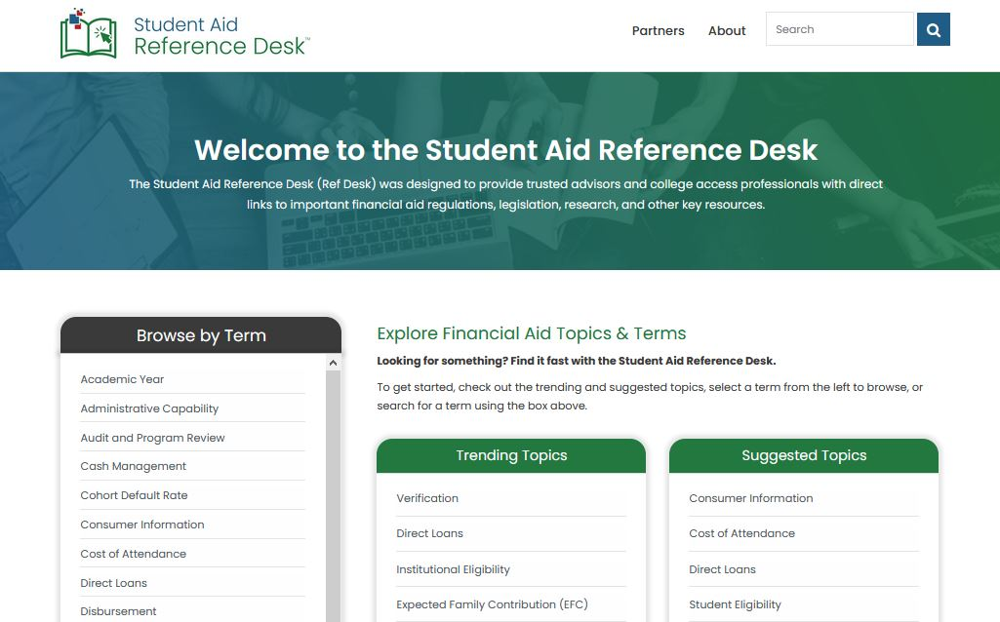 Student Aid
Reference Desk™
Partners
About
Search
Welcome to the Student Aid Reference Desk
The Student Aid Reference Desk (Ref Desk) was designed to provide trusted advisors and college access professionals with direct
links to important financial aid regulations, legislation, research, and other key resources.
Browse by Term
Academic Year
Administrative Capability
Audit and Program Review
Cash Management
Cohort Default Rate
Consumer Information
Cost of Attendance
Direct Loans
Disbursement
Explore Financial Aid Topics & Terms
Looking for something? Find it fast with the Student Aid Reference Desk.
To get started, check out the trending and suggested topics, select a term from the left to browse, or
search for a term using the box above.
Trending Topics
Verification
Direct Loans
Institutional Eligibility
Expected Family Contribution (EFC)
Suggested Topics
Consumer Information
Cost of Attendance
Direct Loans
Student Eligibility